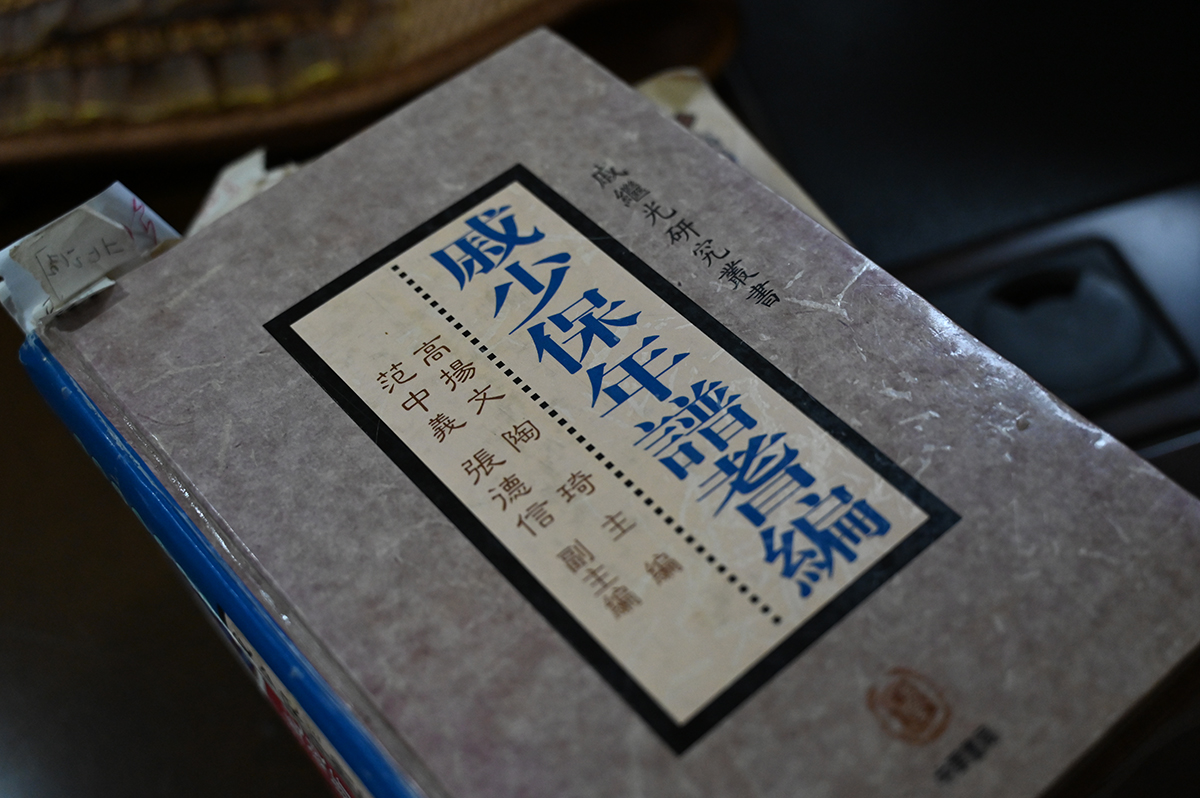 戚繼光研究叢書
戚少保年譜耆編
高揚文 陶琦 主編
范中義 張德信 副主編
中華書局